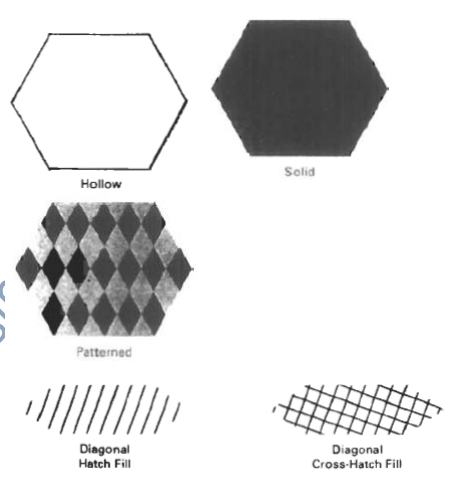 Hollow
Solid
Patterned
Diagonal
Hatch Fill
Diagonal
Cross-Hatch Fill